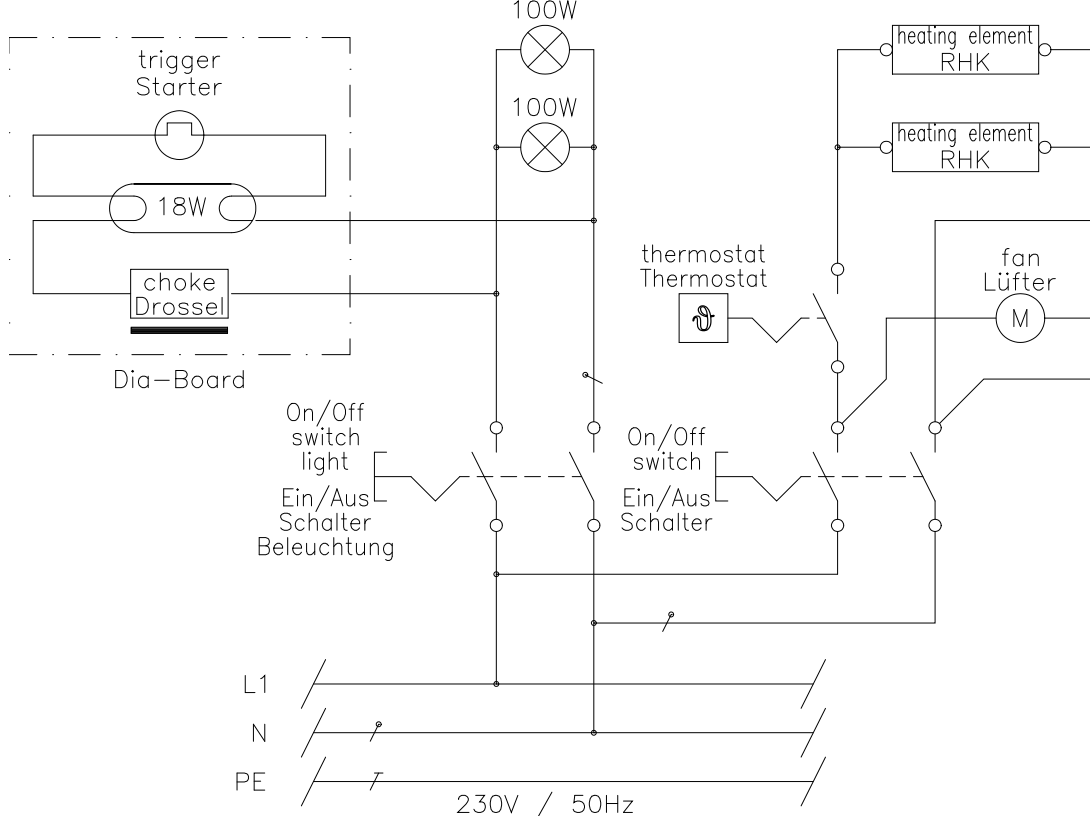 100W
heating element
RHK
trigger
Starter
100W
heating element
RHK
18W
thermostat
Thermostat
ϑ
fan
Lüfter
M
choke
Drossel
Dia-Board
On/Off
switch
light
Ein/Aus
Schalter
Beleuchtung
On/Off
switch
Ein/Aus
Schalter
L1
N
PE
230V / 50Hz